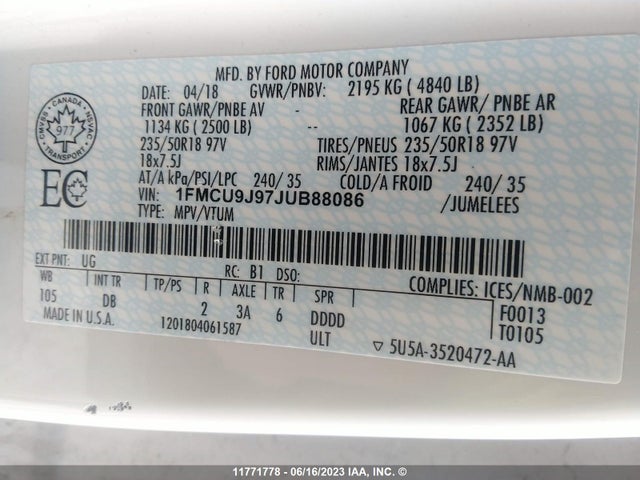 MFD. BY FORD MOTOR COMPANY
DATE: 04/18 GVWR/PNBV: 2195 KG ( 4840 LB)
FRONT GAWR/PNBE AV - REAR GAWR/ PNBE AR
1134 KG ( 2500 LB) -- 1067 KG ( 2352 LB)
235/50R18 97V TIRES/PNEUS 235/50R18 97V
18x7.5J RIMS/JANTES 18x7.5J
AT/A kPa/PSI/LPC 240/ 35 COLD/A FROID 240/ 35
VIN: 1FMCU9J97JUB88086 /JUMELEES
TYPE: MPV/VTUM
CANADA
977
TRANSPORT
EC
EXT PNT: UG RC: B1 DSO: COMPLIES: ICES/NMB-002
WB INT TR TP/PS R AXLE TR SPR F0013
105 DB 2 3A 6 DDDD T0105
MADE IN U.S.A. 1201804061587 ULT ▽ 5U5A-3520472-AA
11771778 - 06/16/2023 IAA, INC. ©